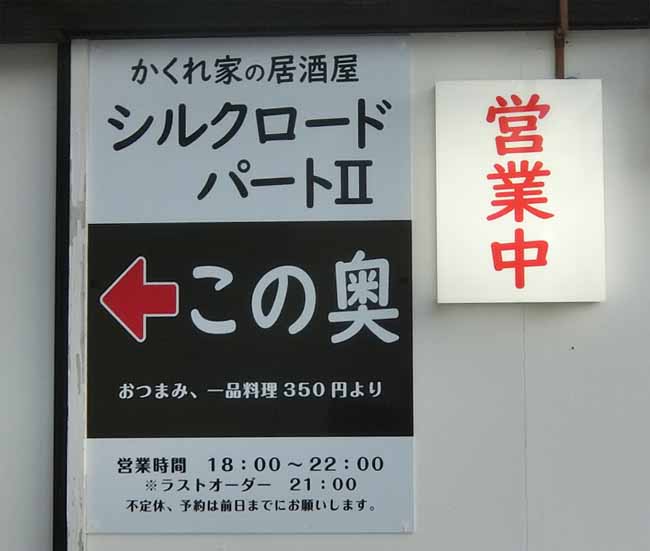 かくれ家の居酒屋
シルクロード
パートⅡ
←この奥
おつまみ、一品料理350円より
営業時間 18:00～22:00
※ラストオーダー 21:00
不定休、予約は前日までにお願いします。
営業中